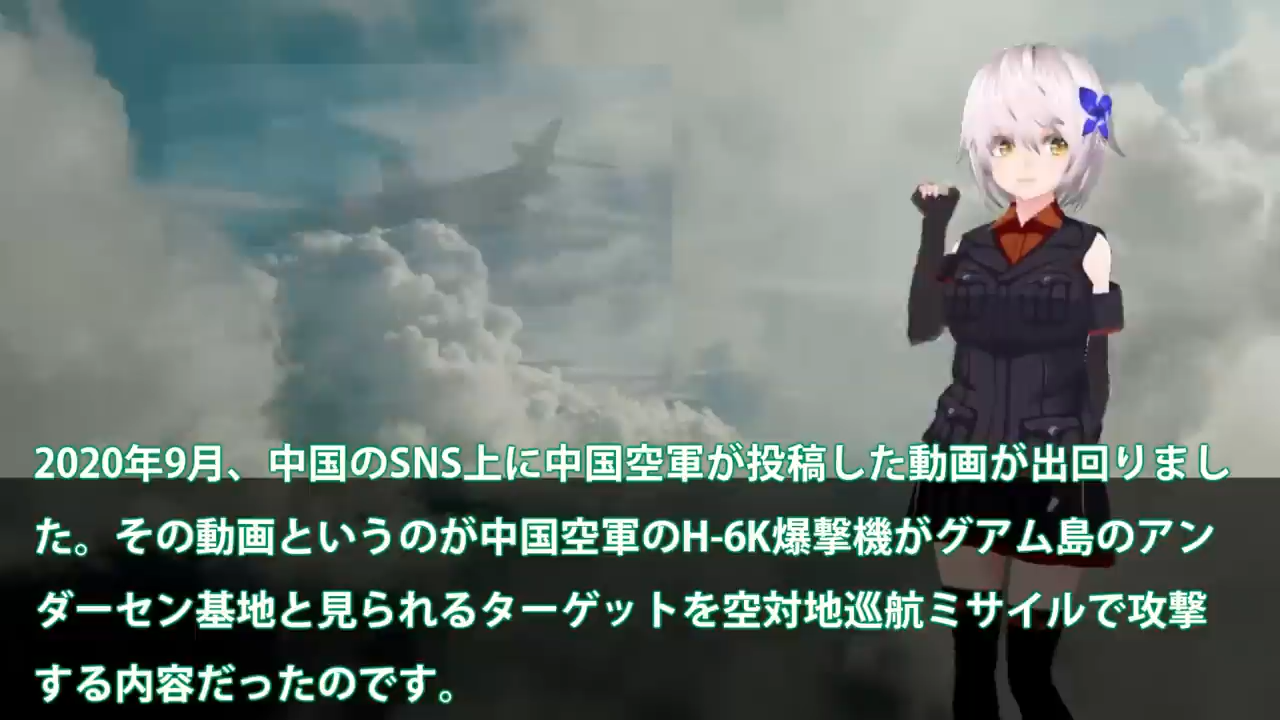 2020年9月、中国のSNS上に中国空軍が投稿した動画が出回りまし
た。その動画というのが中国空軍のH-6K爆撃機がグアム島のアン
ダーセン基地と見られるターゲットを空対地巡航ミサイルで攻撃
する内容だったのです。